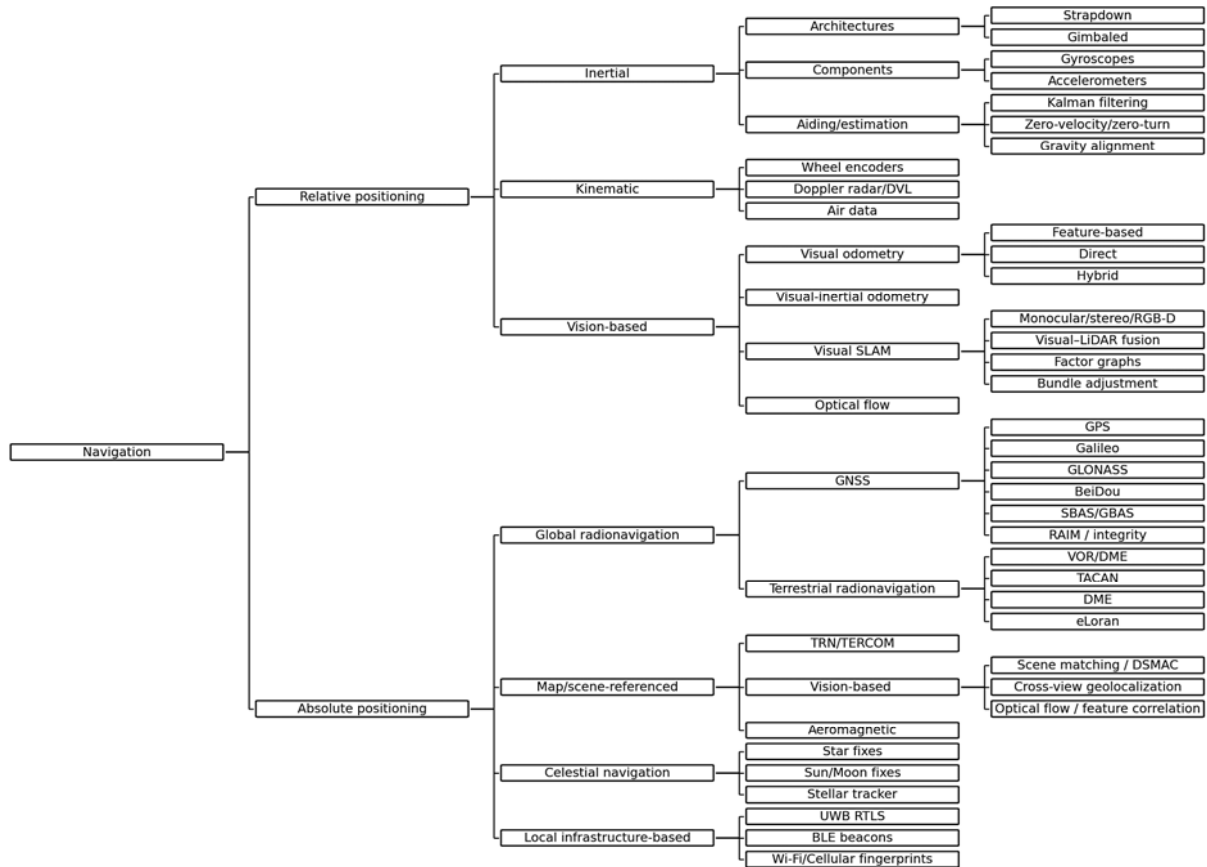 Navigation
Relative positioning
Inertial
Architectures
Strapdown
Gimbaled
Components
Gyroscopes
Accelerometers
Aiding/estimation
Kalman filtering
Zero-velocity/zero-turn
Gravity alignment
Kinematic
Wheel encoders
Doppler radar/DVL
Air data
Vision-based
Visual odometry
Feature-based
Direct
Hybrid
Visual-inertial odometry
Visual SLAM
Monocular/stereo/RGB-D
Visual–LiDAR fusion
Factor graphs
Bundle adjustment
Optical flow
Absolute positioning
Global radionavigation
GNSS
GPS
Galileo
GLONASS
BeiDou
SBAS/GBAS
RAIM / integrity
Terrestrial radionavigation
VOR/DME
TACAN
DME
eLoran
Map/scene-referenced
TRN/TERCOM
Vision-based
Scene matching / DSMAC
Cross-view geolocalization
Optical flow / feature correlation
Aeromagnetic
Celestial navigation
Star fixes
Sun/Moon fixes
Stellar tracker
Local infrastructure-based
UWB RTLS
BLE beacons
Wi-Fi/Cellular fingerprints